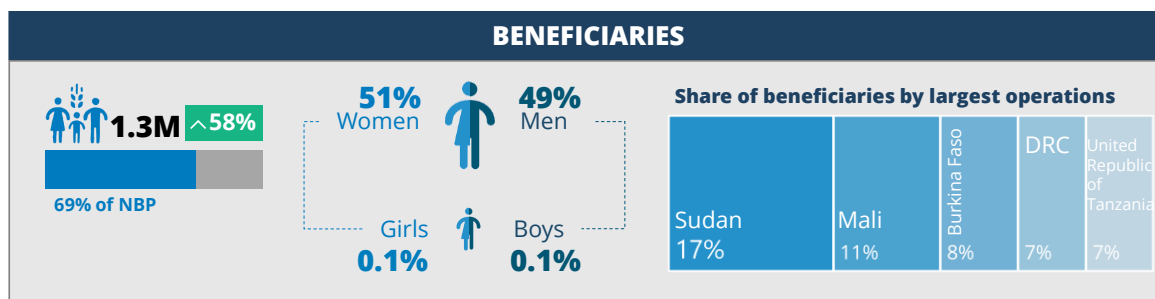 BENEFICIARIES
1.3M
^58%
69% of NBP
51%
Women
49%
Men
Girls
0.1%
Boys
0.1%
Share of beneficiaries by largest operations
Sudan
17%
Mali
11%
Burkina Faso
8%
DRC
7%
United
Republic
of
Tanzania
7%